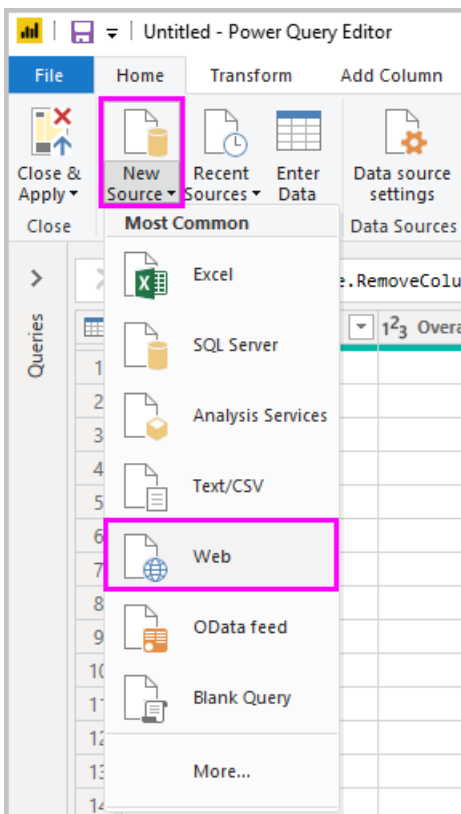 Untitled - Power Query Editor
File Home Transform Add Column
Close & Apply
New Source
Recent Sources
Enter Data
Data source settings
Close
Data Sources
Most Common
Excel
SQL Server
Analysis Services
Text/CSV
Web
OData feed
Blank Query
More...
Queries
.RemoveColu
1²3 Overa
1
2
3
4
5
6
7
8
9
10
11
12
13
14